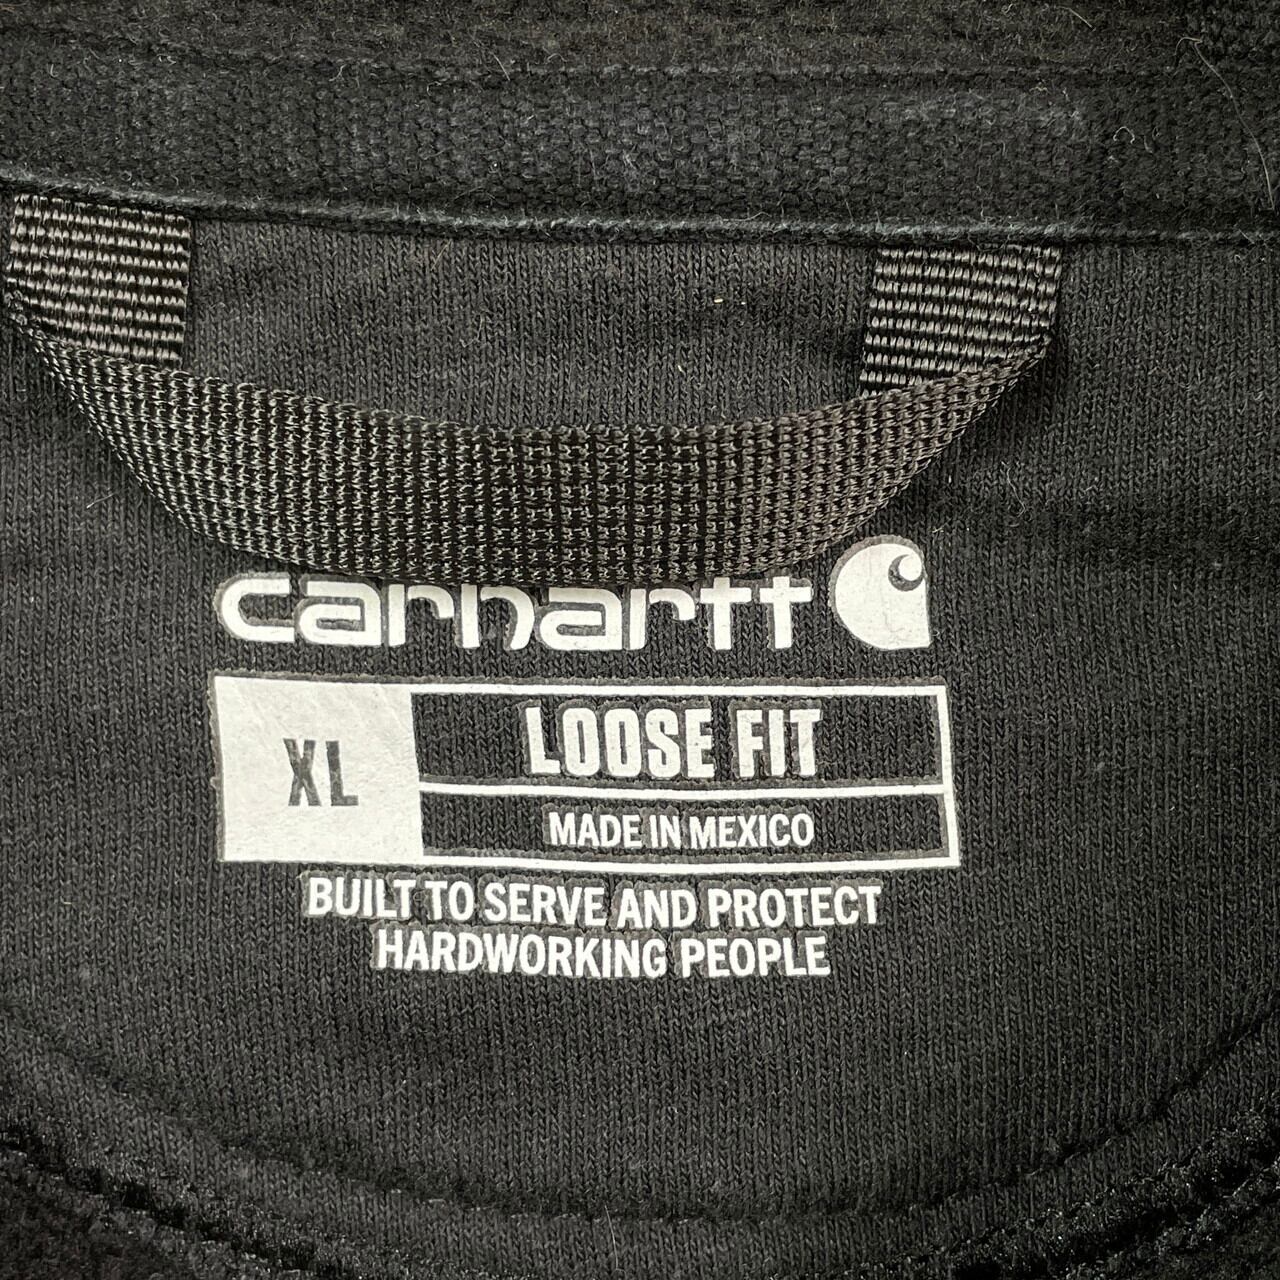 carhartt
XL
LOOSE FIT
MADE IN MEXICO
BUILT TO SERVE AND PROTECT
HARDWORKING PEOPLE